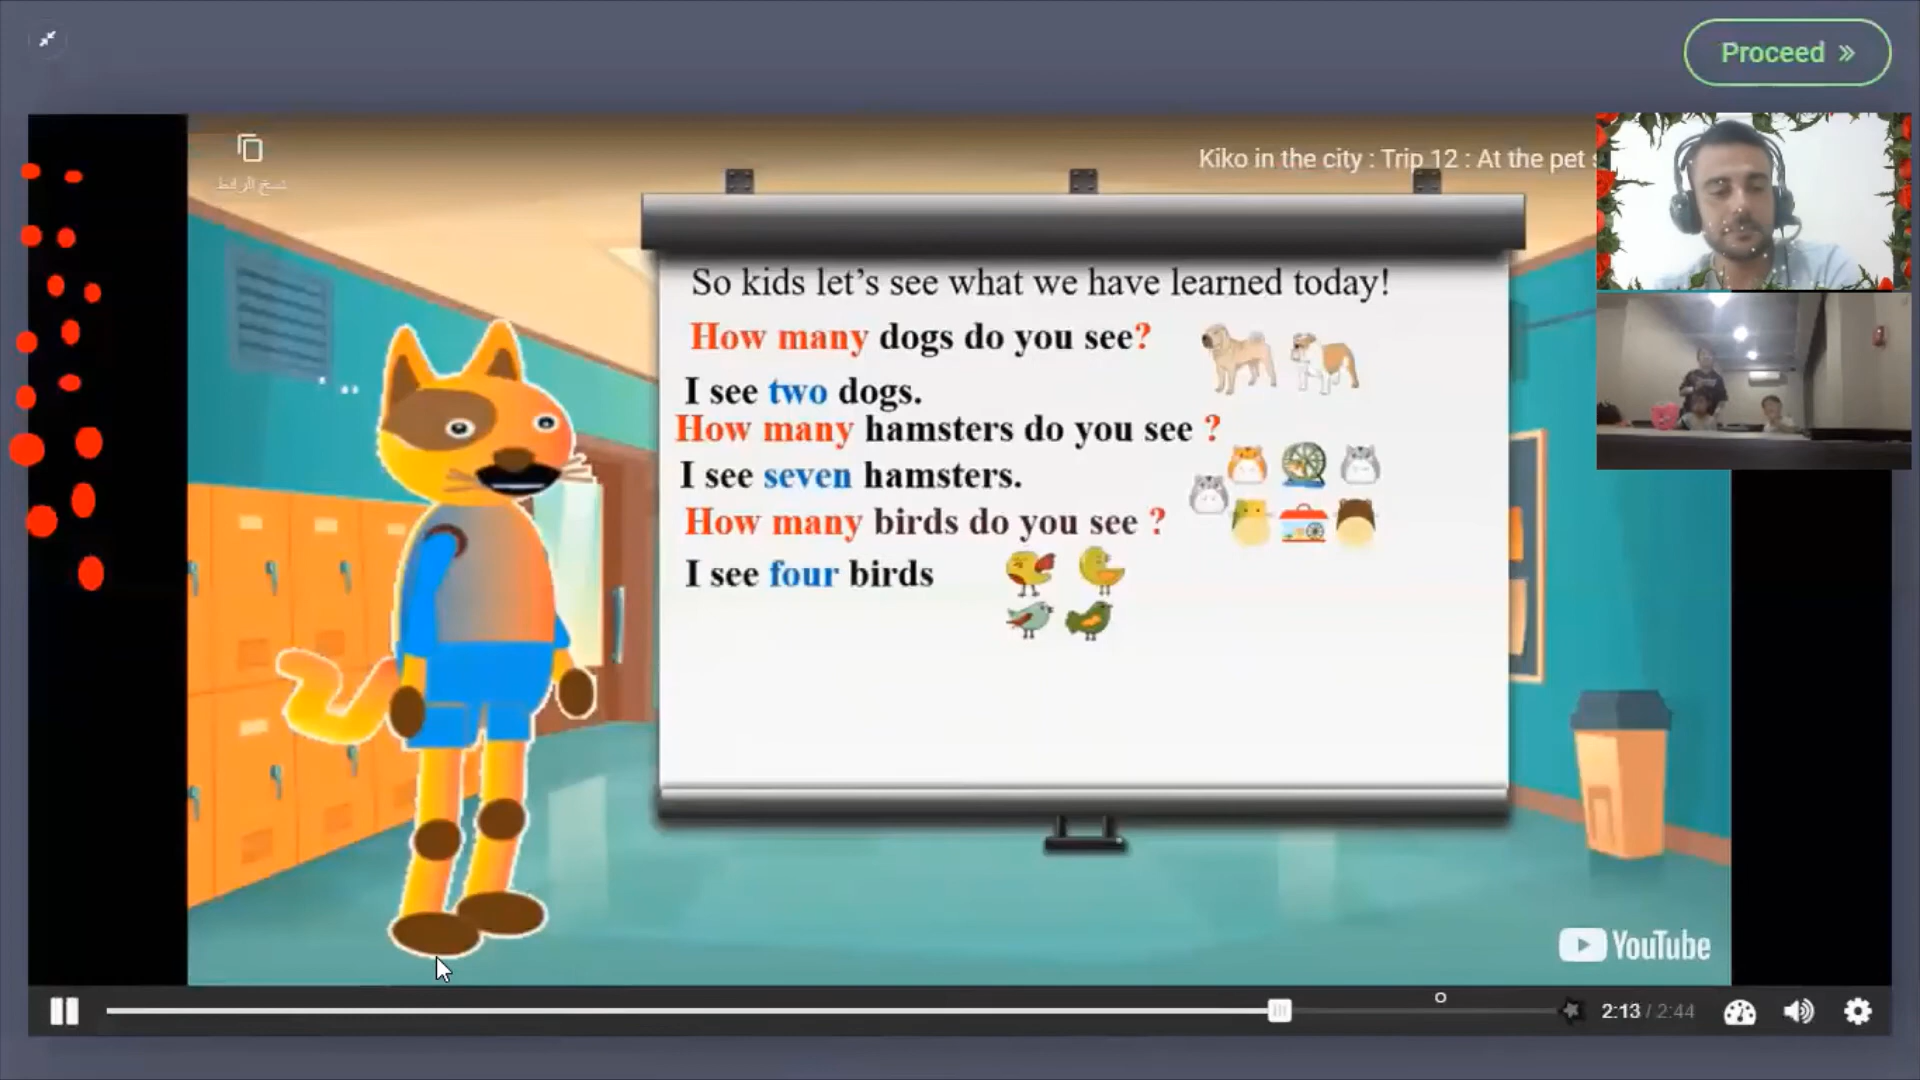 Proceed »
نسخ الرابط
Kiko in the city : Trip 12 : At the pet
So kids let's see what we have learned today!
How many dogs do you see?
I see two dogs.
How many hamsters do you see ?
I see seven hamsters.
How many birds do you see ?
I see four birds
YouTube
2:13 / 2:44